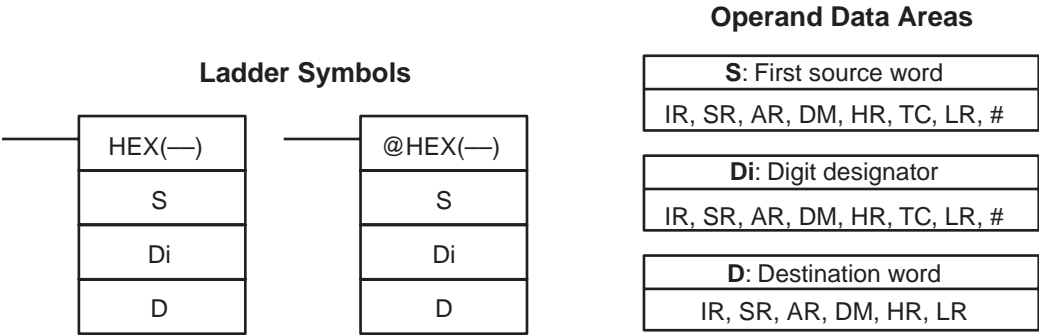 Ladder Symbols
HEX(––)
S
Di
D
@HEX(––)
S
Di
D
Operand Data Areas
S: First source word
IR, SR, AR, DM, HR, TC, LR, #
Di: Digit designator
IR, SR, AR, DM, HR, TC, LR, #
D: Destination word
IR, SR, AR, DM, HR, LR